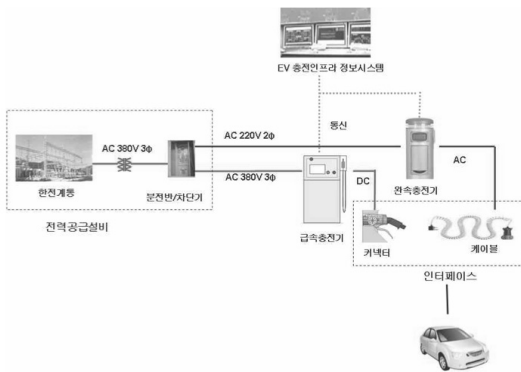 EV 충전인프라 정보시스템
통신
AC 220V 2ф
AC 380V 3ф
AC
한전계통
분전반/차단기
AC 380V 3ф
DC
완속충전기
전력공급설비
급속충전기
커넥터
케이블
인터페이스